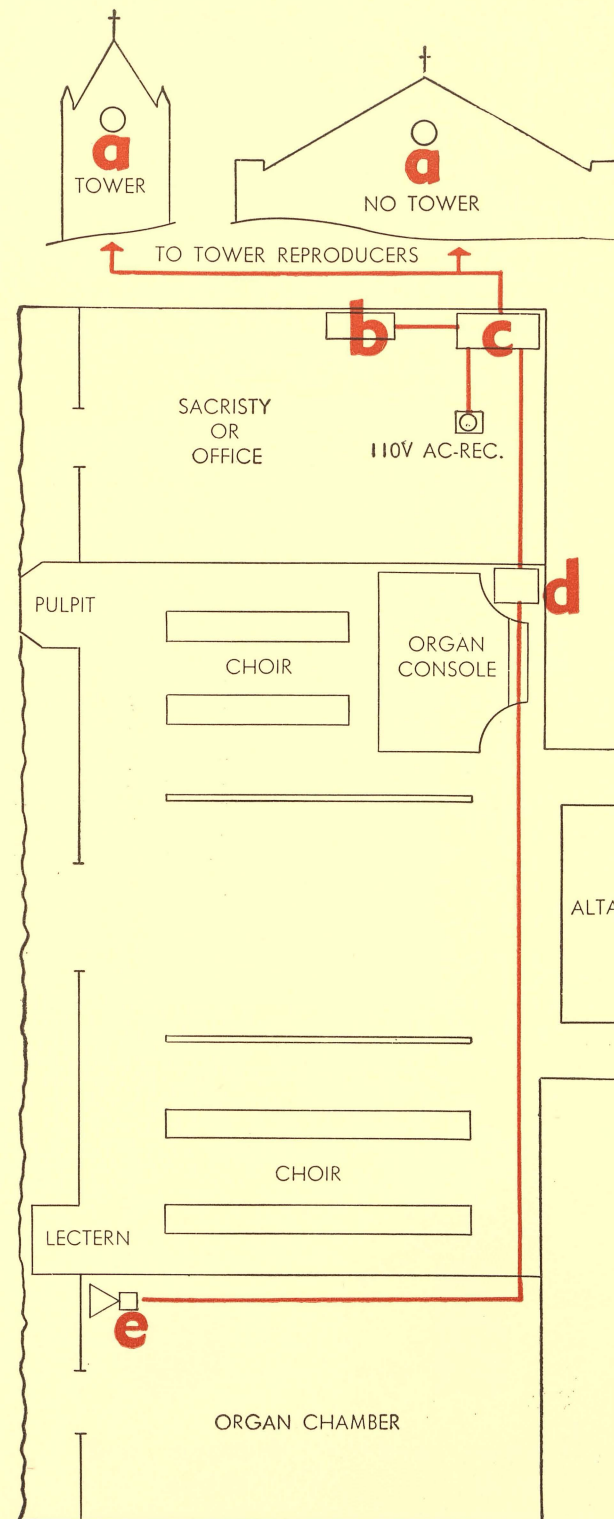 a
TOWER
a
NO TOWER
TO TOWER REPRODUCERS
b
c
SACRISTY
OR
OFFICE
110V AC-REC.
d
PULPIT
CHOIR
ORGAN
CONSOLE
ALTA
CHOIR
LECTERN
e
ORGAN CHAMBER